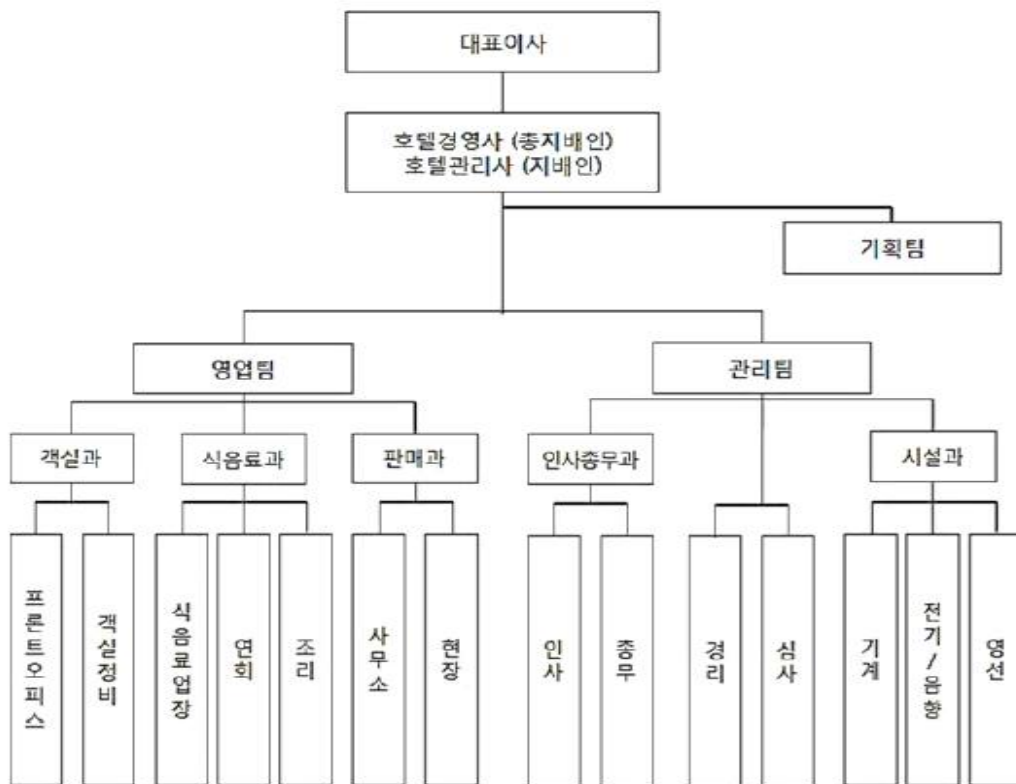 대표이사
호텔경영사 (총지배인)
호텔관리사 (지배인)
기획팀
영업팀
관리팀
객실과
식음료과
판매과
인사총무과
시설과
프론트오피스
객실정비
식음료업장
연회
조리
사무소
현장
인사
총무
경리
심사
기계
전기/음향
영선